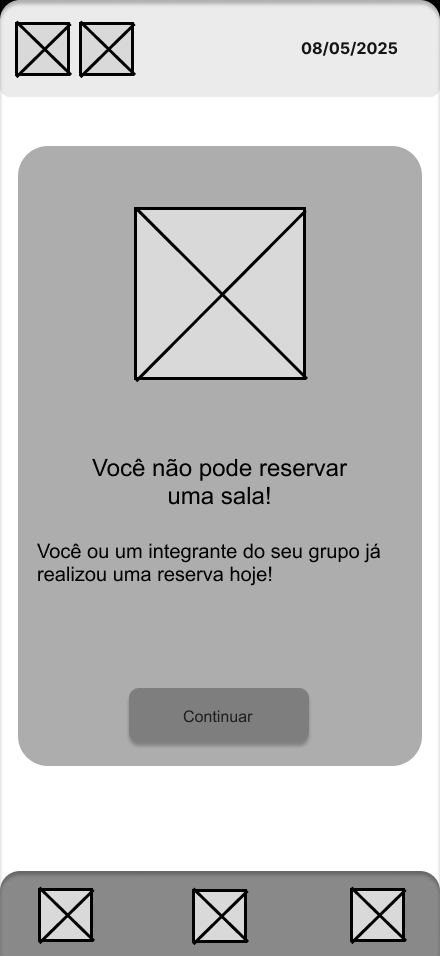 08/05/2025
Você não pode reservar
uma sala!
Você ou um integrante do seu grupo já
realizou uma reserva hoje!
Continuar